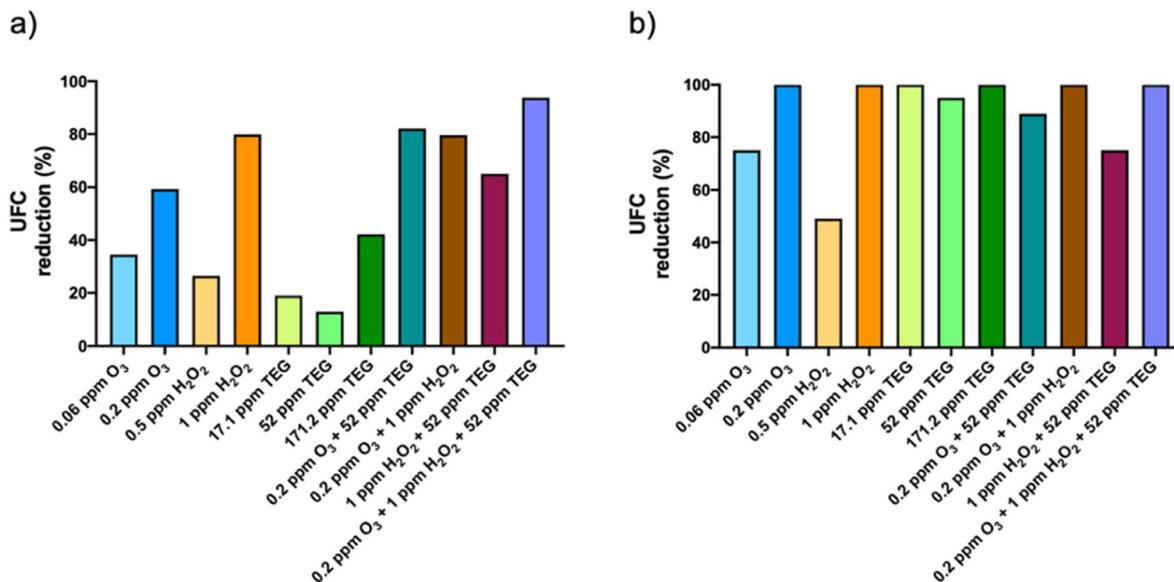 a)
UFC
reduction (%)
100
80
60
40
20
0
0.06 ppm O₃
0.2 ppm O₃
0.5 ppm H₂O₂
1 ppm H₂O₂
17.1 ppm TEG
52 ppm TEG
171.2 ppm TEG
0.2 ppm O₃ + 52 ppm TEG
0.2 ppm O₃ + 1 ppm H₂O₂
1 ppm H₂O₂ + 52 ppm TEG
0.2 ppm O₃ + 1 ppm H₂O₂ + 52 ppm TEG
b)
UFC
reduction (%)
100
80
60
40
20
0
0.06 ppm O₃
0.2 ppm O₃
0.5 ppm H₂O₂
1 ppm H₂O₂
17.1 ppm TEG
52 ppm TEG
171.2 ppm TEG
0.2 ppm O₃ + 52 ppm TEG
0.2 ppm O₃ + 1 ppm H₂O₂
1 ppm H₂O₂ + 52 ppm TEG
0.2 ppm O₃ + 1 ppm H₂O₂ + 52 ppm TEG